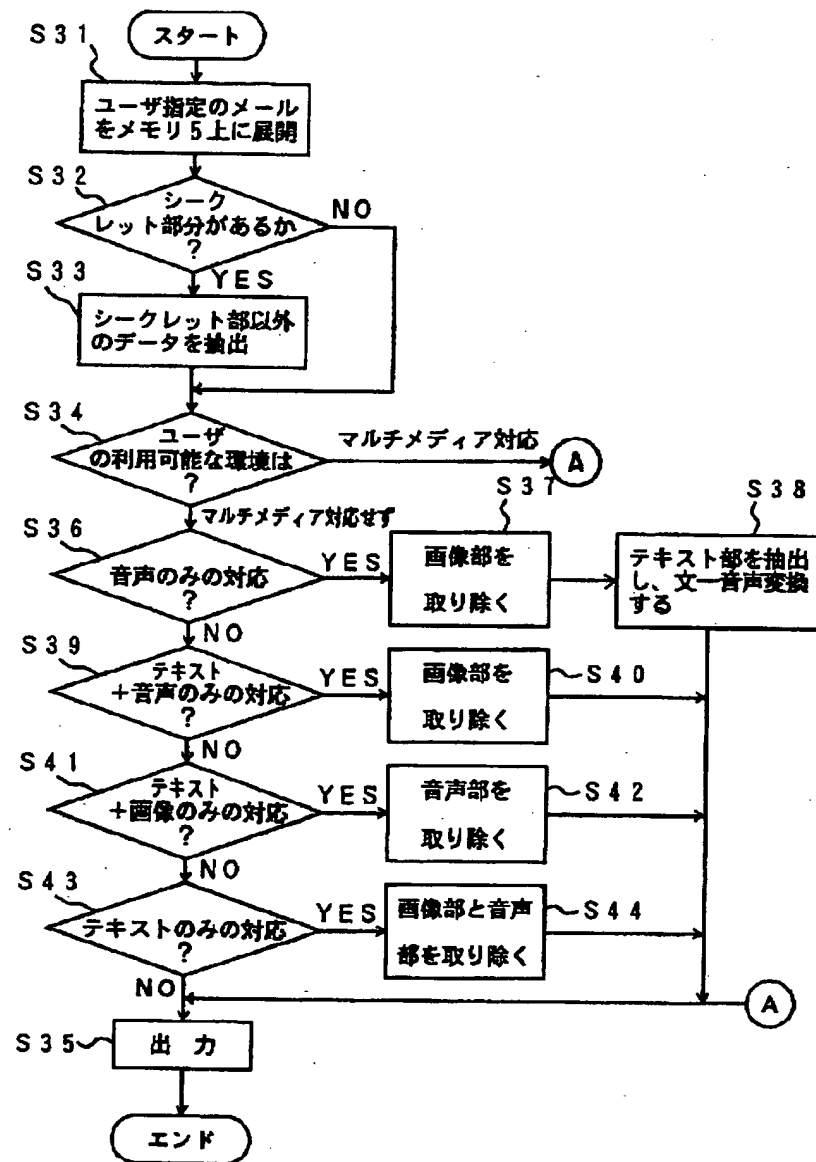 スタート
S31
ユーザ指定のメール
をメモリ5上に展開
S32
シーク
レット部分があるか
?
NO
YES
S33
シークレット部以外
のデータを抽出
S34
ユーザ
の利用可能な環境は
?
マルチメディア対応
A
マルチメディア対応せず
S36
音声のみの対応
?
YES
S37
画像部を
取り除く
S38
テキスト部を抽出
し、文―音声変換
する
NO
S39
テキスト
+音声のみの対応
?
YES
画像部を
取り除く
S40
NO
S41
テキスト
+画像のみの対応
?
YES
音声部を
取り除く
S42
NO
S43
テキストのみの対応
?
YES
画像部と音声
部を取り除く
S44
NO
A
S35
出 力
エンド